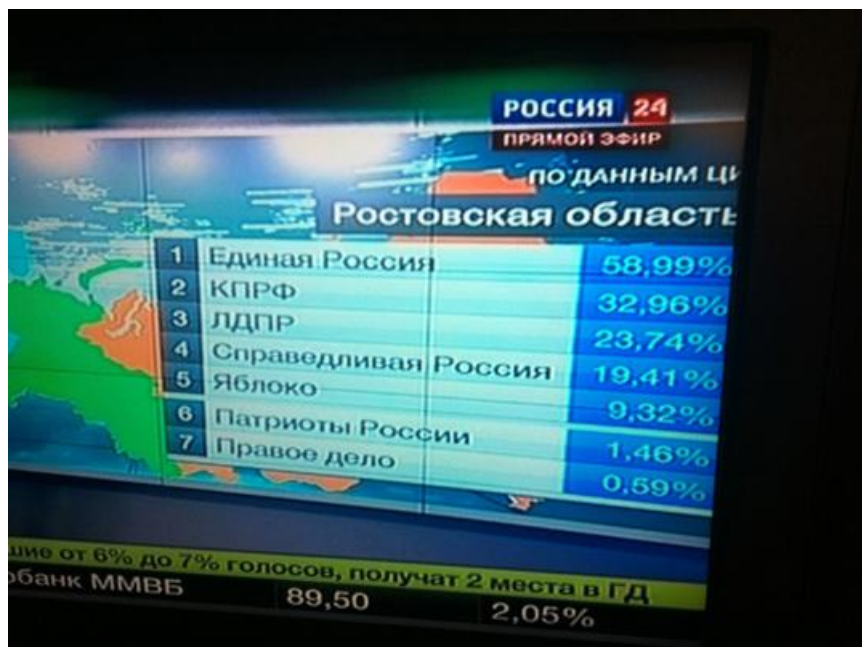 РОССИЯ 24
ПРЯМОЙ ЭФИР
ПО ДАННЫМ
Ростовская область
1 Единая Россия 58,99%
2 КПРФ 32,96%
3 ЛДПР 23,74%
4 Справедливая Россия 19,41%
5 Яблоко 9,32%
6 Патриоты России 1,46%
7 Правое дело 0,59%
от 6% до 7% голосов, получат 2 места в ГД
ММВБ 89,50 2,05%